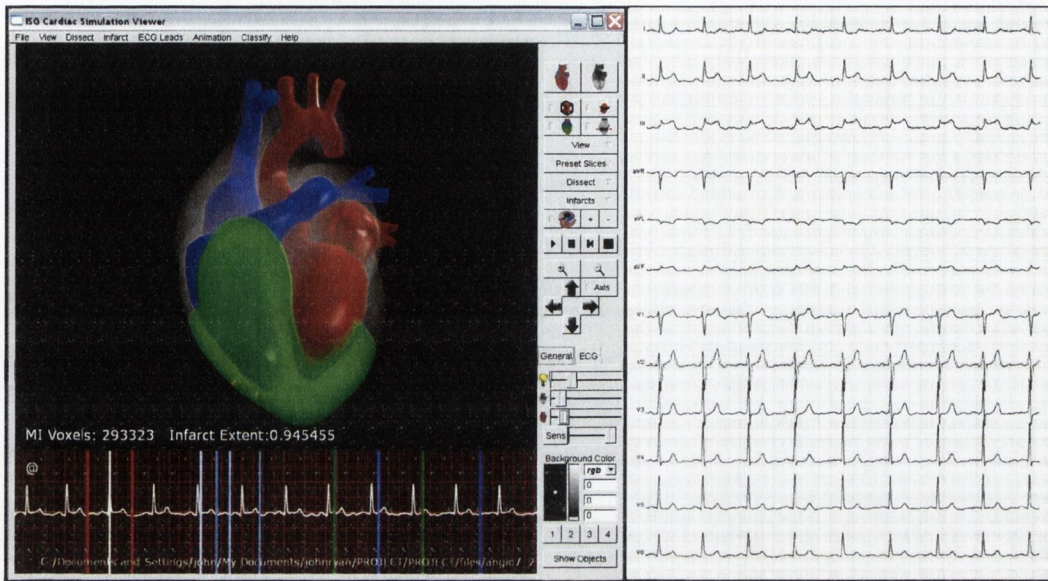 ISG Cardiac Simulation Viewer
File View Dissect Infarct ECG Leads Animation Classify Help
View
Preset Slices
Dissect
Infarcts
+ -
Axis
General ECG
Sens
Background Color
rgb
0
0
0
1 2 3 4
Show Objects
MI Voxels: 293323 Infarct Extent:0.945455
@
C:/Documents and Settings/john/My Documents/johnryan/PROJECT/PROJECT/files/angio7_2
I
II
III
aVR
aVL
aVF
V1
V2
V3
V4
V5
V6